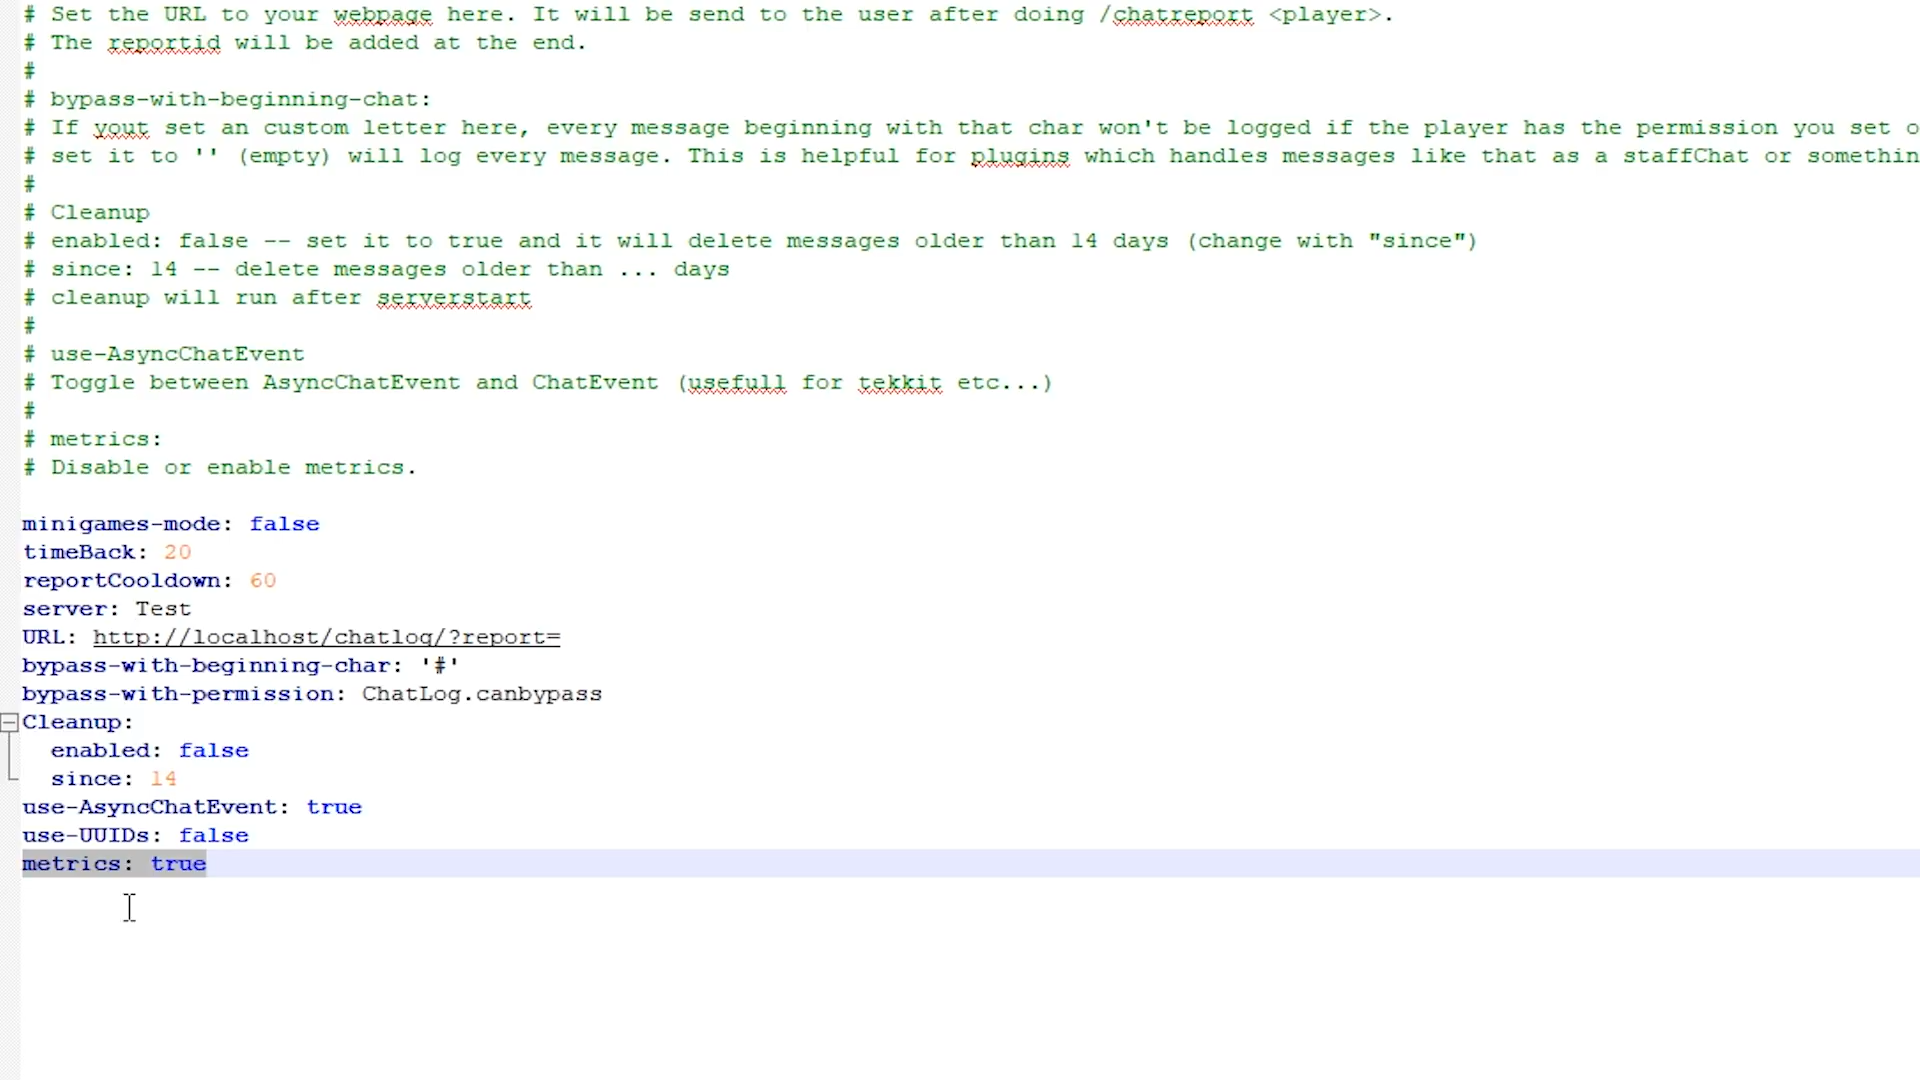 # Set the URL to your webpage here. It will be send to the user after doing /chatreport <player>.
# The reportid will be added at the end.
#
# bypass-with-beginning-chat:
# If yout set an custom letter here, every message beginning with that char won't be logged if the player has the permission you set o
# set it to '' (empty) will log every message. This is helpful for plugins which handles messages like that as a staffChat or somethin
#
# Cleanup
# enabled: false -- set it to true and it will delete messages older than 14 days (change with "since")
# since: 14 -- delete messages older than ... days
# cleanup will run after serverstart
#
# use-AsyncChatEvent
# Toggle between AsyncChatEvent and ChatEvent (usefull for tekkit etc...)
#
# metrics:
# Disable or enable metrics.
minigames-mode: false
timeBack: 20
reportCooldown: 60
server: Test
URL: http://localhost/chatlog/?report=
bypass-with-beginning-char: '#'
bypass-with-permission: ChatLog.canbypass
Cleanup:
  enabled: false
  since: 14
use-AsyncChatEvent: true
use-UUIDs: false
metrics: true